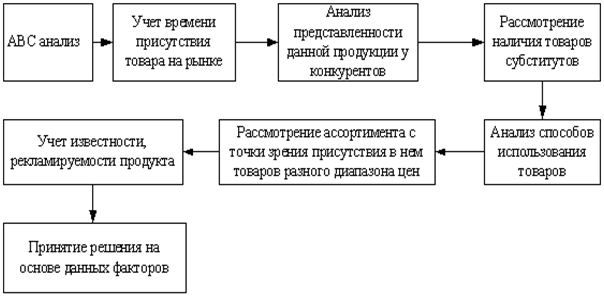 АВС анализ
Учет времени
присутствия
товара на рынке
Анализ
представленности
данной продукции у
конкурентов
Рассмотрение
наличия товаров
субститутов
Учет известности,
рекламируемости продукта
Рассмотрение ассортимента с
точки зрения присутствия в нем
товаров разного диапазона цен
Анализ способов
использования
товаров
Принятие решения на
основе данных факторов